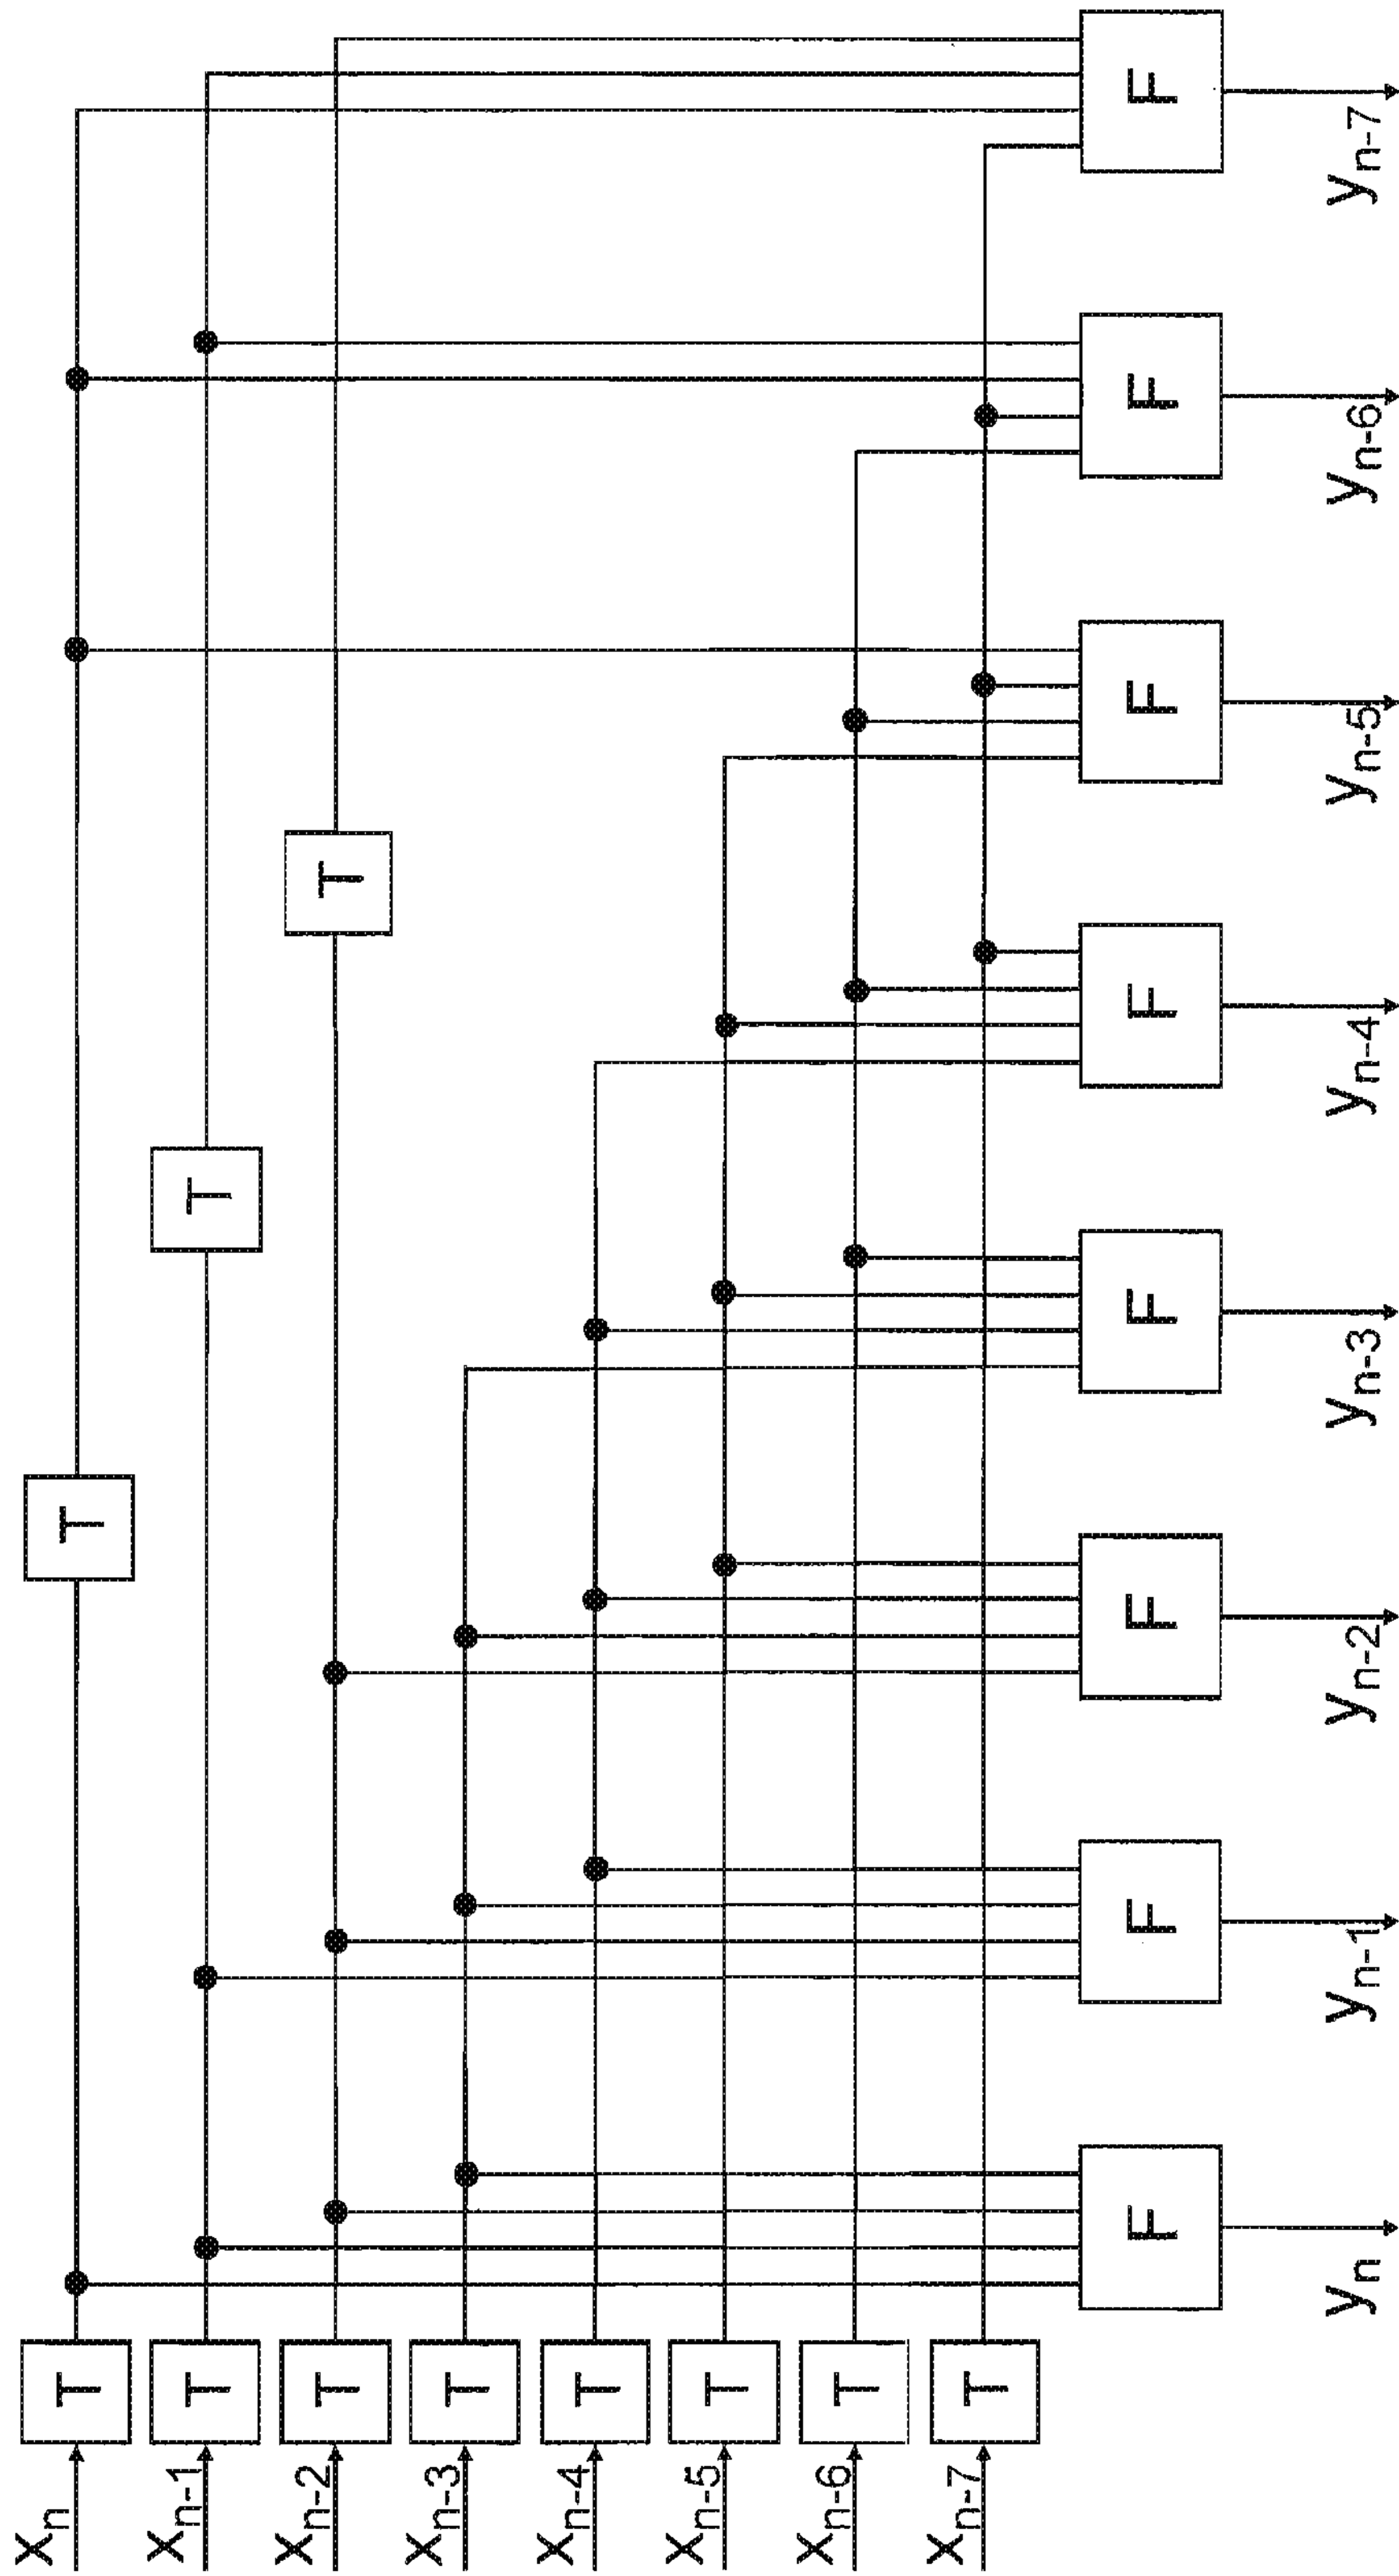 xn
T
T
xn-1
T
T
xn-2
T
T
xn-3
T
xn-4
T
xn-5
T
xn-6
T
xn-7
T
F
F
F
F
F
F
F
F
yn
yn-1
yn-2
yn-3
yn-4
yn-5
yn-6
yn-7